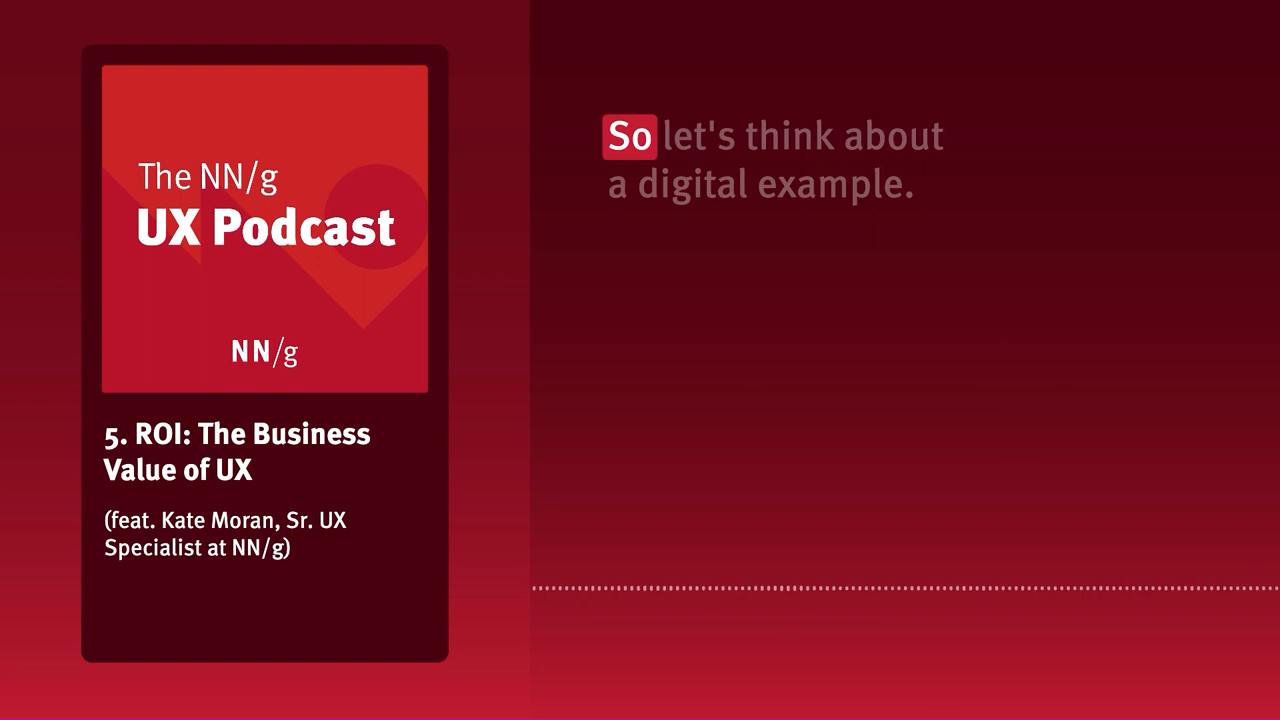 The NN/g
UX Podcast
NN/g
5. ROI: The Business
Value of UX
(feat. Kate Moran, Sr. UX
Specialist at NN/g)
So let's think about
a digital example.